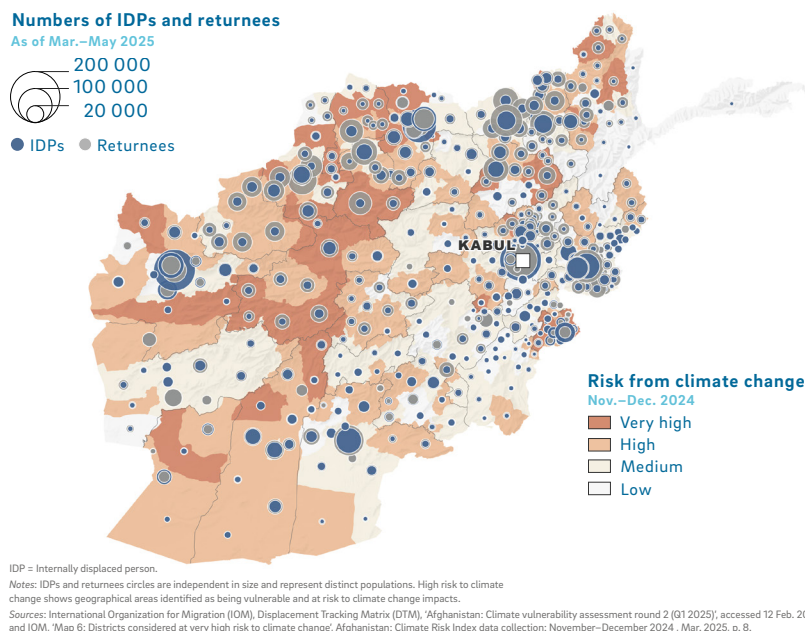 Numbers of IDPs and returnees
As of Mar.–May 2025
200 000
100 000
20 000
IDPs Returnees
KABUL
Risk from climate change
Nov.–Dec. 2024
Very high
High
Medium
Low
IDP = Internally displaced person.
Notes: IDPs and returnees circles are independent in size and represent distinct populations. High risk to climate
change shows geographical areas identified as being vulnerable and at risk to climate change impacts.
Sources: International Organization for Migration (IOM), Displacement Tracking Matrix (DTM), ‘Afghanistan: Climate vulnerability assessment round 2 (Q1 2025)’, accessed 12 Feb.
and IOM, ‘Map 6: Districts considered at very high risk to climate change’, Afghanistan: Climate Risk Index data collection: November–December 2024 , Mar. 2025, p. 8.